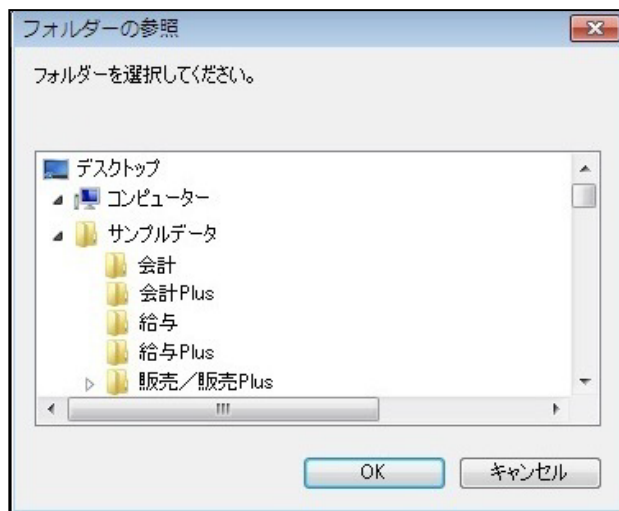 フォルダーの参照
フォルダーを選択してください。
デスクトップ
コンピューター
サンプルデータ
会計
会計Plus
給与
給与Plus
販売／販売Plus
OK
キャンセル